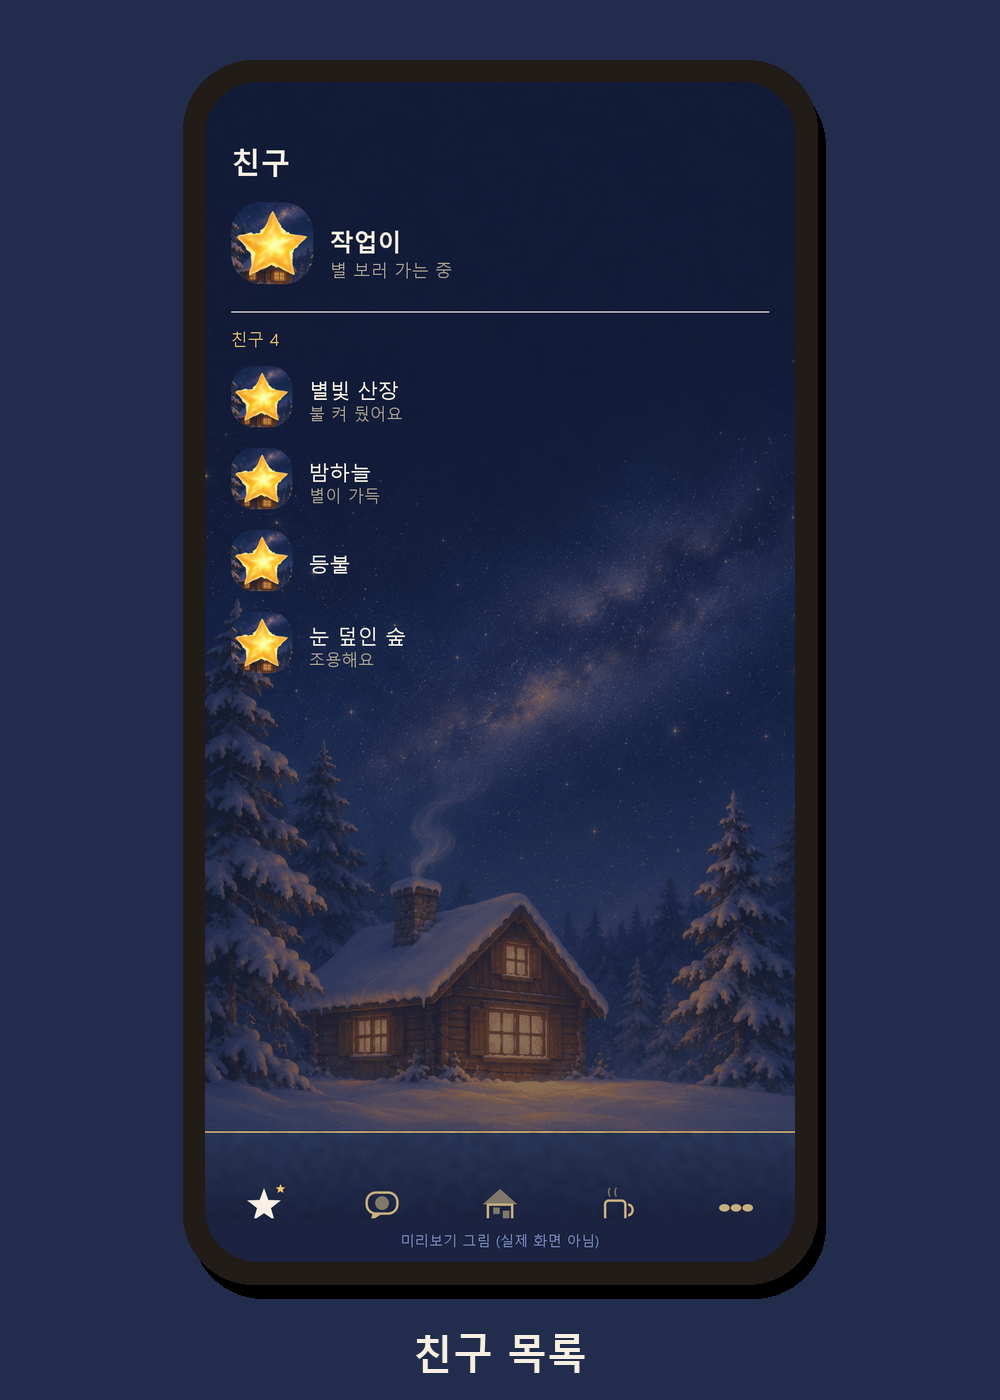 친구
작업이
별 보러 가는 중
친구 4
별빛 산장
불 켜 뒀어요
밤하늘
별이 가득
등불
눈 덮인 숲
조용해요
미리보기 그림 (실제 화면 아님)
친구 목록